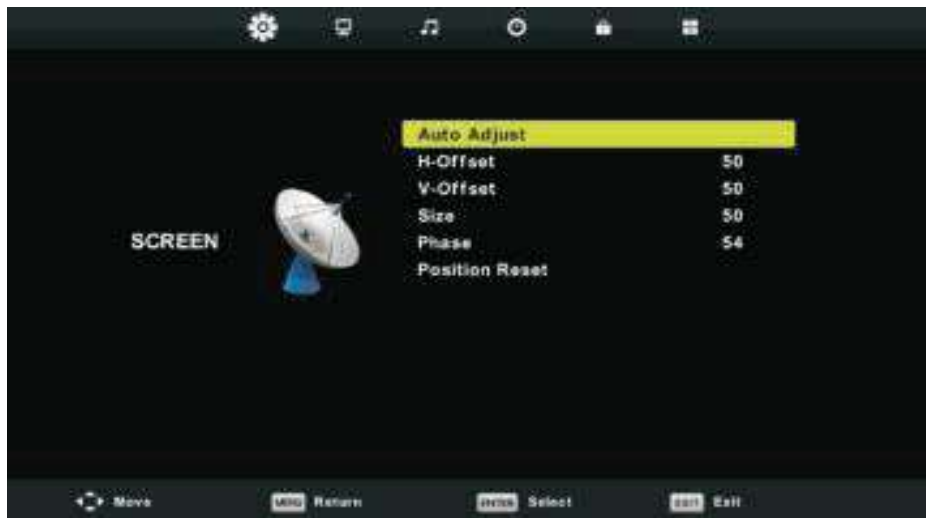 Auto Adjust
H-Offset 50
V-Offset 50
Size 50
SCREEN
Phase 54
Position Reset
Move MENU Return ENTER Select EXIT Exit